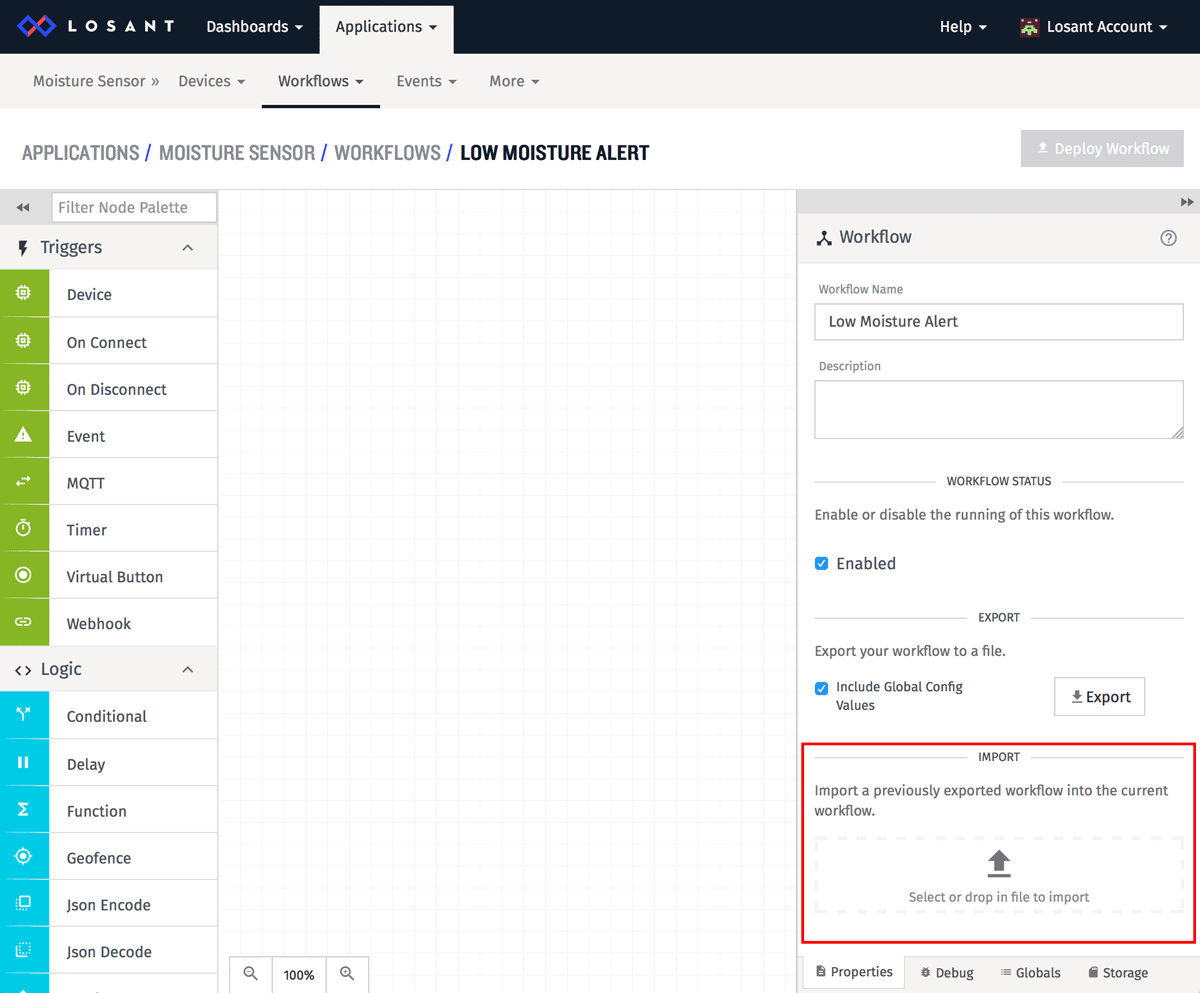 LOSANT Dashboards Applications Help Losant Account
Moisture Sensor » Devices Workflows Events More
APPLICATIONS / MOISTURE SENSOR / WORKFLOWS / LOW MOISTURE ALERT
Deploy Workflow
Filter Node Palette
Triggers
Device
On Connect
On Disconnect
Event
MQTT
Timer
Virtual Button
Webhook
Logic
Conditional
Delay
Function
Geofence
Json Encode
Json Decode
100%
Workflow
Workflow Name
Low Moisture Alert
Description
WORKFLOW STATUS
Enable or disable the running of this workflow.
Enabled
EXPORT
Export your workflow to a file.
Include Global Config
Values
Export
IMPORT
Import a previously exported workflow into the current
workflow.
Select or drop in file to import
Properties Debug Globals Storage